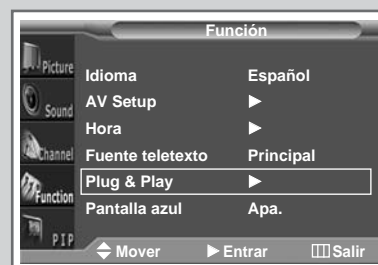 Función
Picture
Sound
Channel
Function
PIP
Idioma Español
AV Setup ▶
Hora ▶
Fuente teletexto Principal
Plug & Play ▶
Pantalla azul Apa.
Mover Entrar Salir